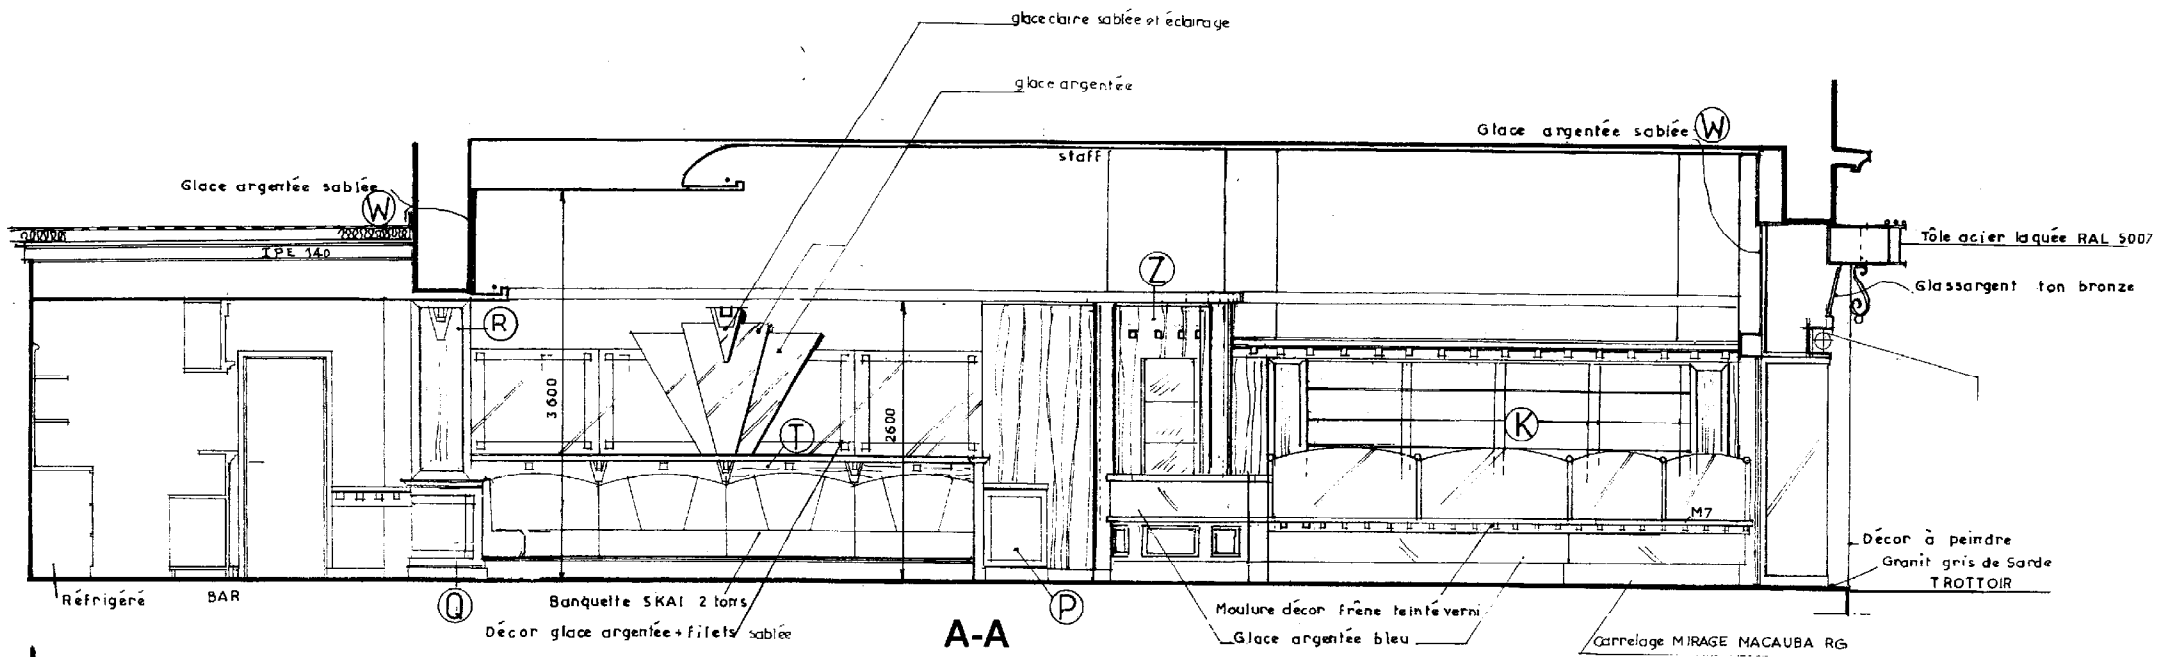 glace claire sablée et éclairage
glace argentée
Glace argentée sablée W
staff
Glace argentée sablée
W
IPE 140
Tôle acier laquée RAL 5007
Z
Glassargent ton bronze
R
3600
2600
T
K
M7
Décor à peindre
Granit gris de Sarde
TROTTOIR
Réfrigéré
BAR
Q
Banquette SKAI 2 tons
P
Moulure décor frêne teinté verni
Décor glace argentée + filets sablée
A-A
Glace argentée bleu
Carrelage MIRAGE MACAUBA RG